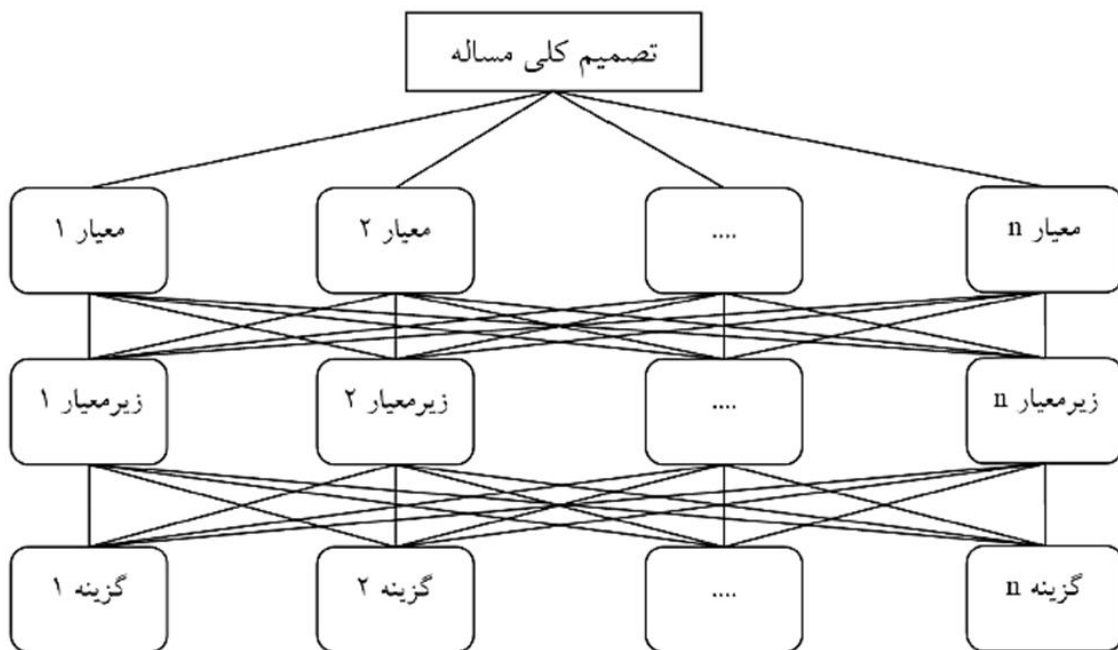 تصمیم کلی مساله
معیار ۱
معیار ۲
....
معیار n
زیرمعیار ۱
زیرمعیار ۲
....
زیرمعیار n
گزینه ۱
گزینه ۲
....
گزینه n